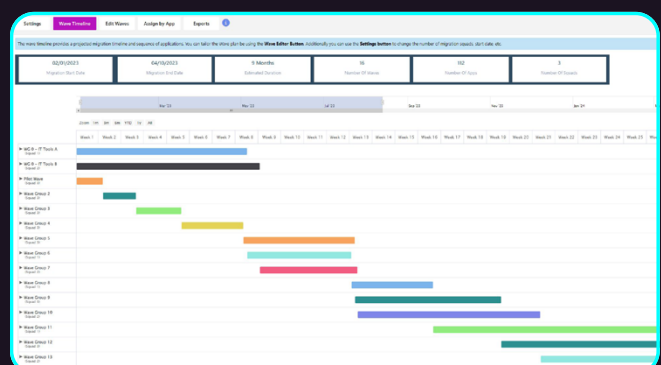 Settings Wave Timeline Edit Waves Assign by App Exports
The wave timeline provides a projected migration timeline and sequence of applications. You can tailor the Wave plan by using the Wave Editor Button. Additionally you can use the Settings button to change the number of migration squads, start date, etc.
02/01/2023
Migration Start Date
04/10/2023
Migration End Date
Months
Estimated Duration
16
Number Of Waves
102
Number Of Apps
3
Number Of Squads
Mar '23 May '23 Jul '23 Sep '23 Nov '23 Jan '24
Week 1 Week 2 Week 3 Week 4 Week 5 Week 6 Week 7 Week 8 Week 9 Week 10 Week 11 Week 12 Week 13 Week 14 Week 15 Week 16 Week 17 Week 18 Week 19 Week 20 Week 21 Week 22 Week 23 Week 24 Week 25
IT Tools A
IT Tools B
Pilot Wave
Wave Group 2
Wave Group 3
Wave Group 4
Wave Group 5
Wave Group 6
Wave Group 7
Wave Group
Wave Group
Wave Group 10
Wave Group 11
Wave Group 12
Wave Group 13